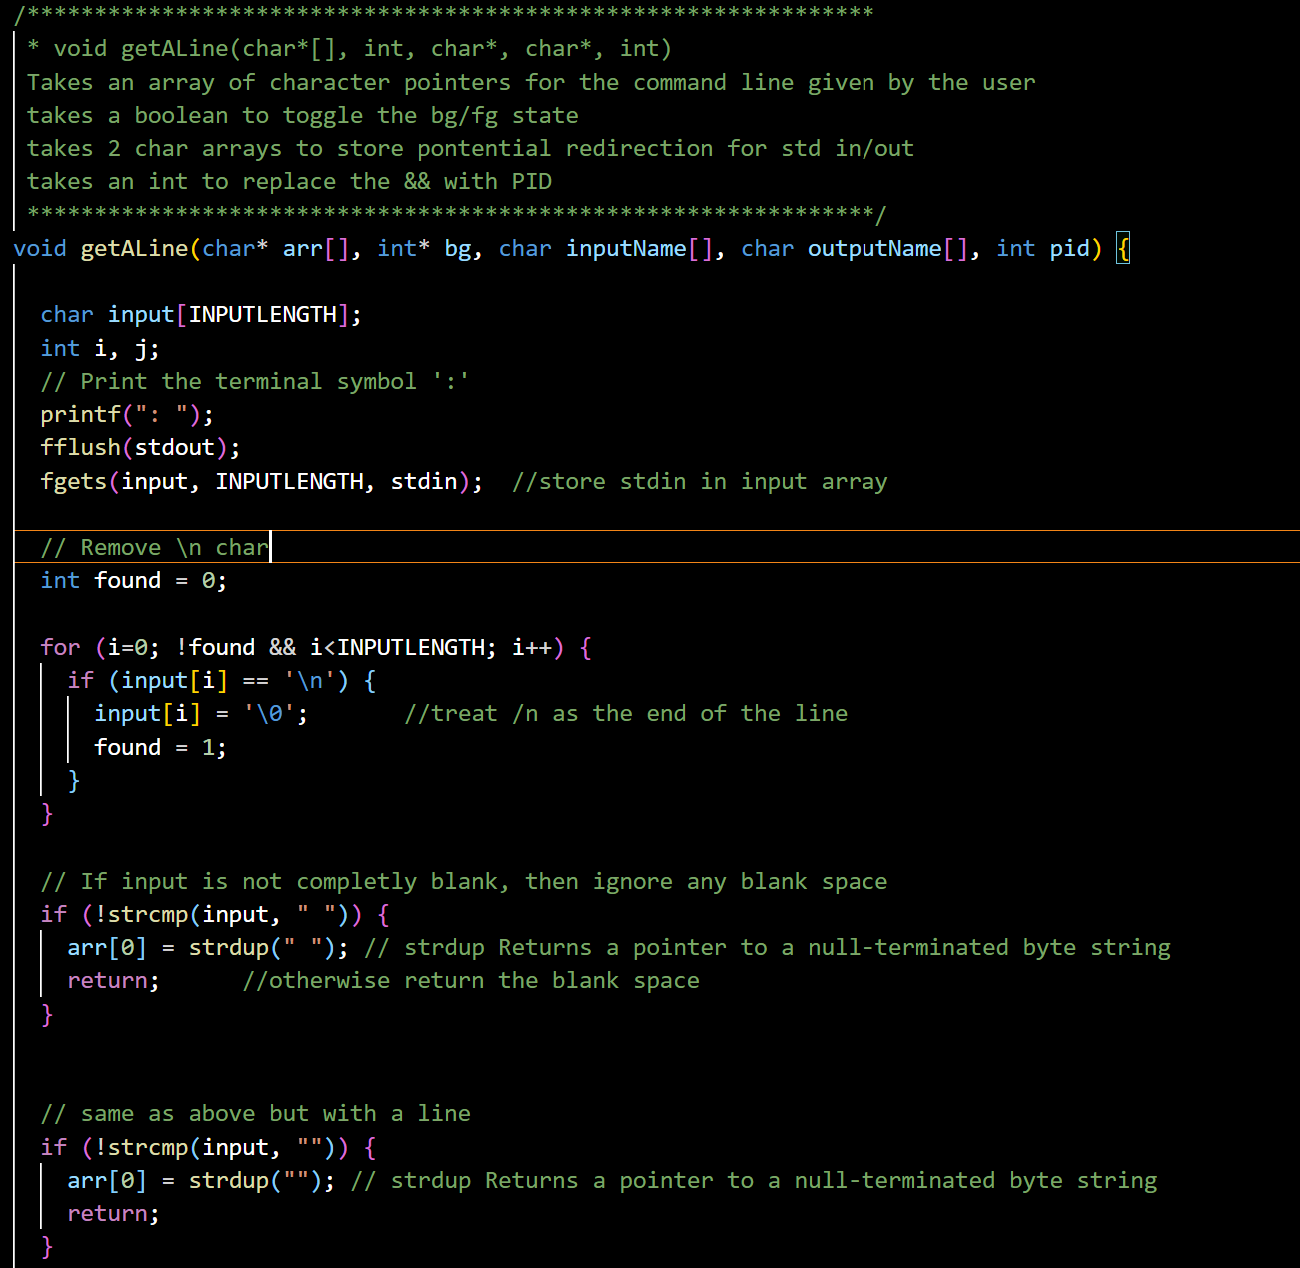 /***************************************************************
* void getALine(char*[], int, char*, char*, int)
Takes an array of character pointers for the command line given by the user
takes a boolean to toggle the bg/fg state
takes 2 char arrays to store pontential redirection for std in/out
takes an int to replace the && with PID
***************************************************************/
void getALine(char* arr[], int* bg, char inputName[], char outputName[], int pid) {
char input[INPUTLENGTH];
int i, j;
// Print the terminal symbol ':'
printf(": ");
fflush(stdout);
fgets(input, INPUTLENGTH, stdin);  //store stdin in input array
// Remove \n char
int found = 0;
for (i=0; !found && i<INPUTLENGTH; i++) {
if (input[i] == '\n') {
input[i] = '\0';       //treat /n as the end of the line
found = 1;
}
}
// If input is not completly blank, then ignore any blank space
if (!strcmp(input, " ")) {
arr[0] = strdup(" "); // strdup Returns a pointer to a null-terminated byte string
return;      //otherwise return the blank space
}
// same as above but with a line
if (!strcmp(input, "")) {
arr[0] = strdup(""); // strdup Returns a pointer to a null-terminated byte string
return;
}